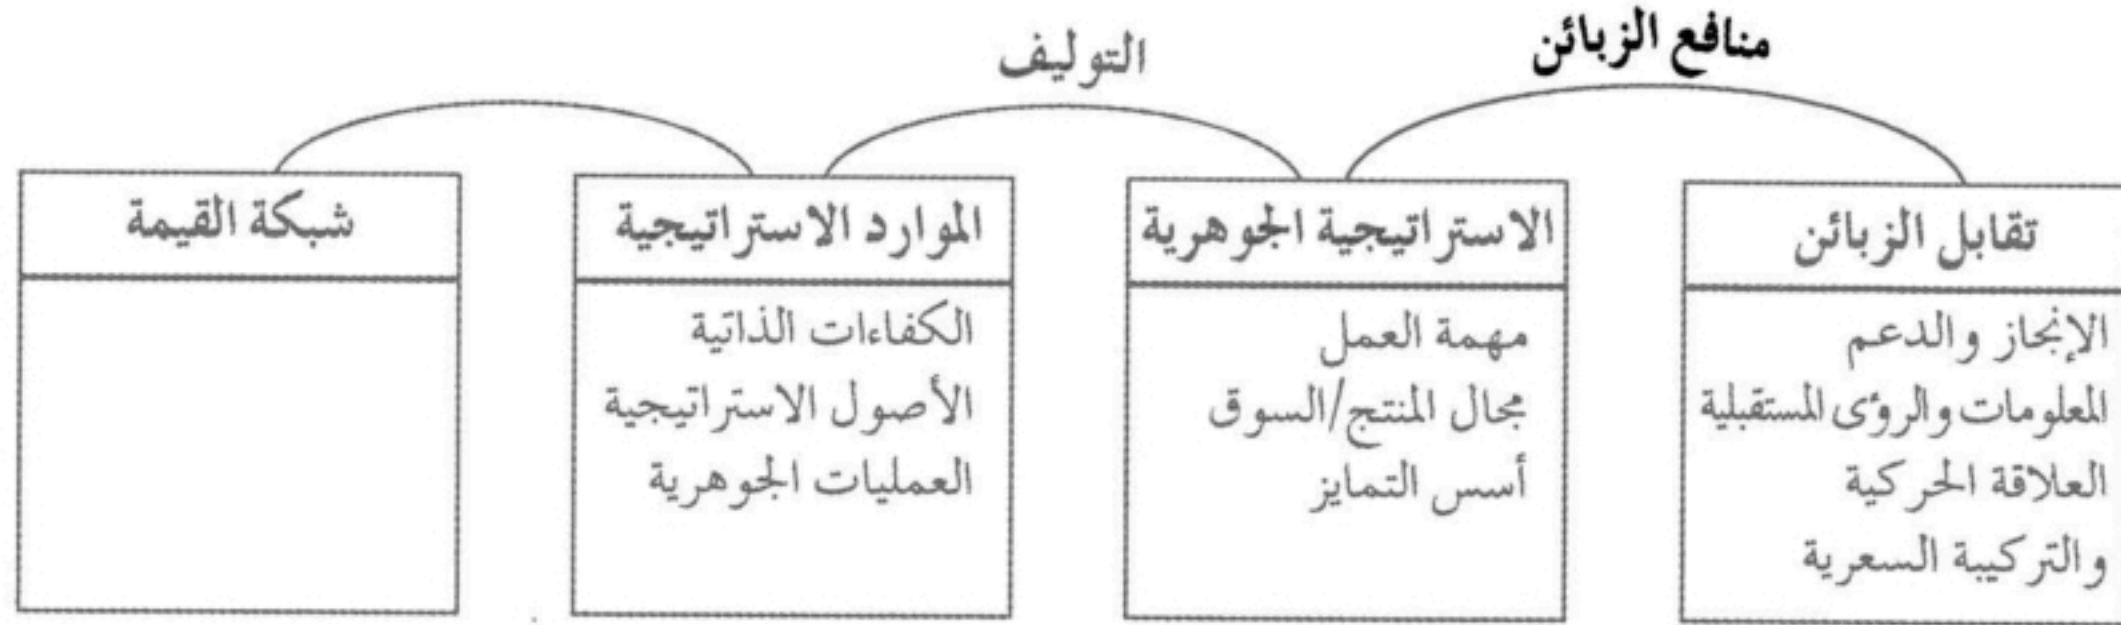 منافع الزبائن
التوليف
تقابل الزبائن
الإنجاز والدعم
المعلومات والرؤى المستقبلية
العلاقة الحركية
والتركيبة السعرية
الاستراتيجية الجوهرية
مهمة العمل
مجال المنتج/السوق
أسس التمايز
الموارد الاستراتيجية
الكفاءات الذاتية
الأصول الاستراتيجية
العمليات الجوهرية
شبكة القيمة